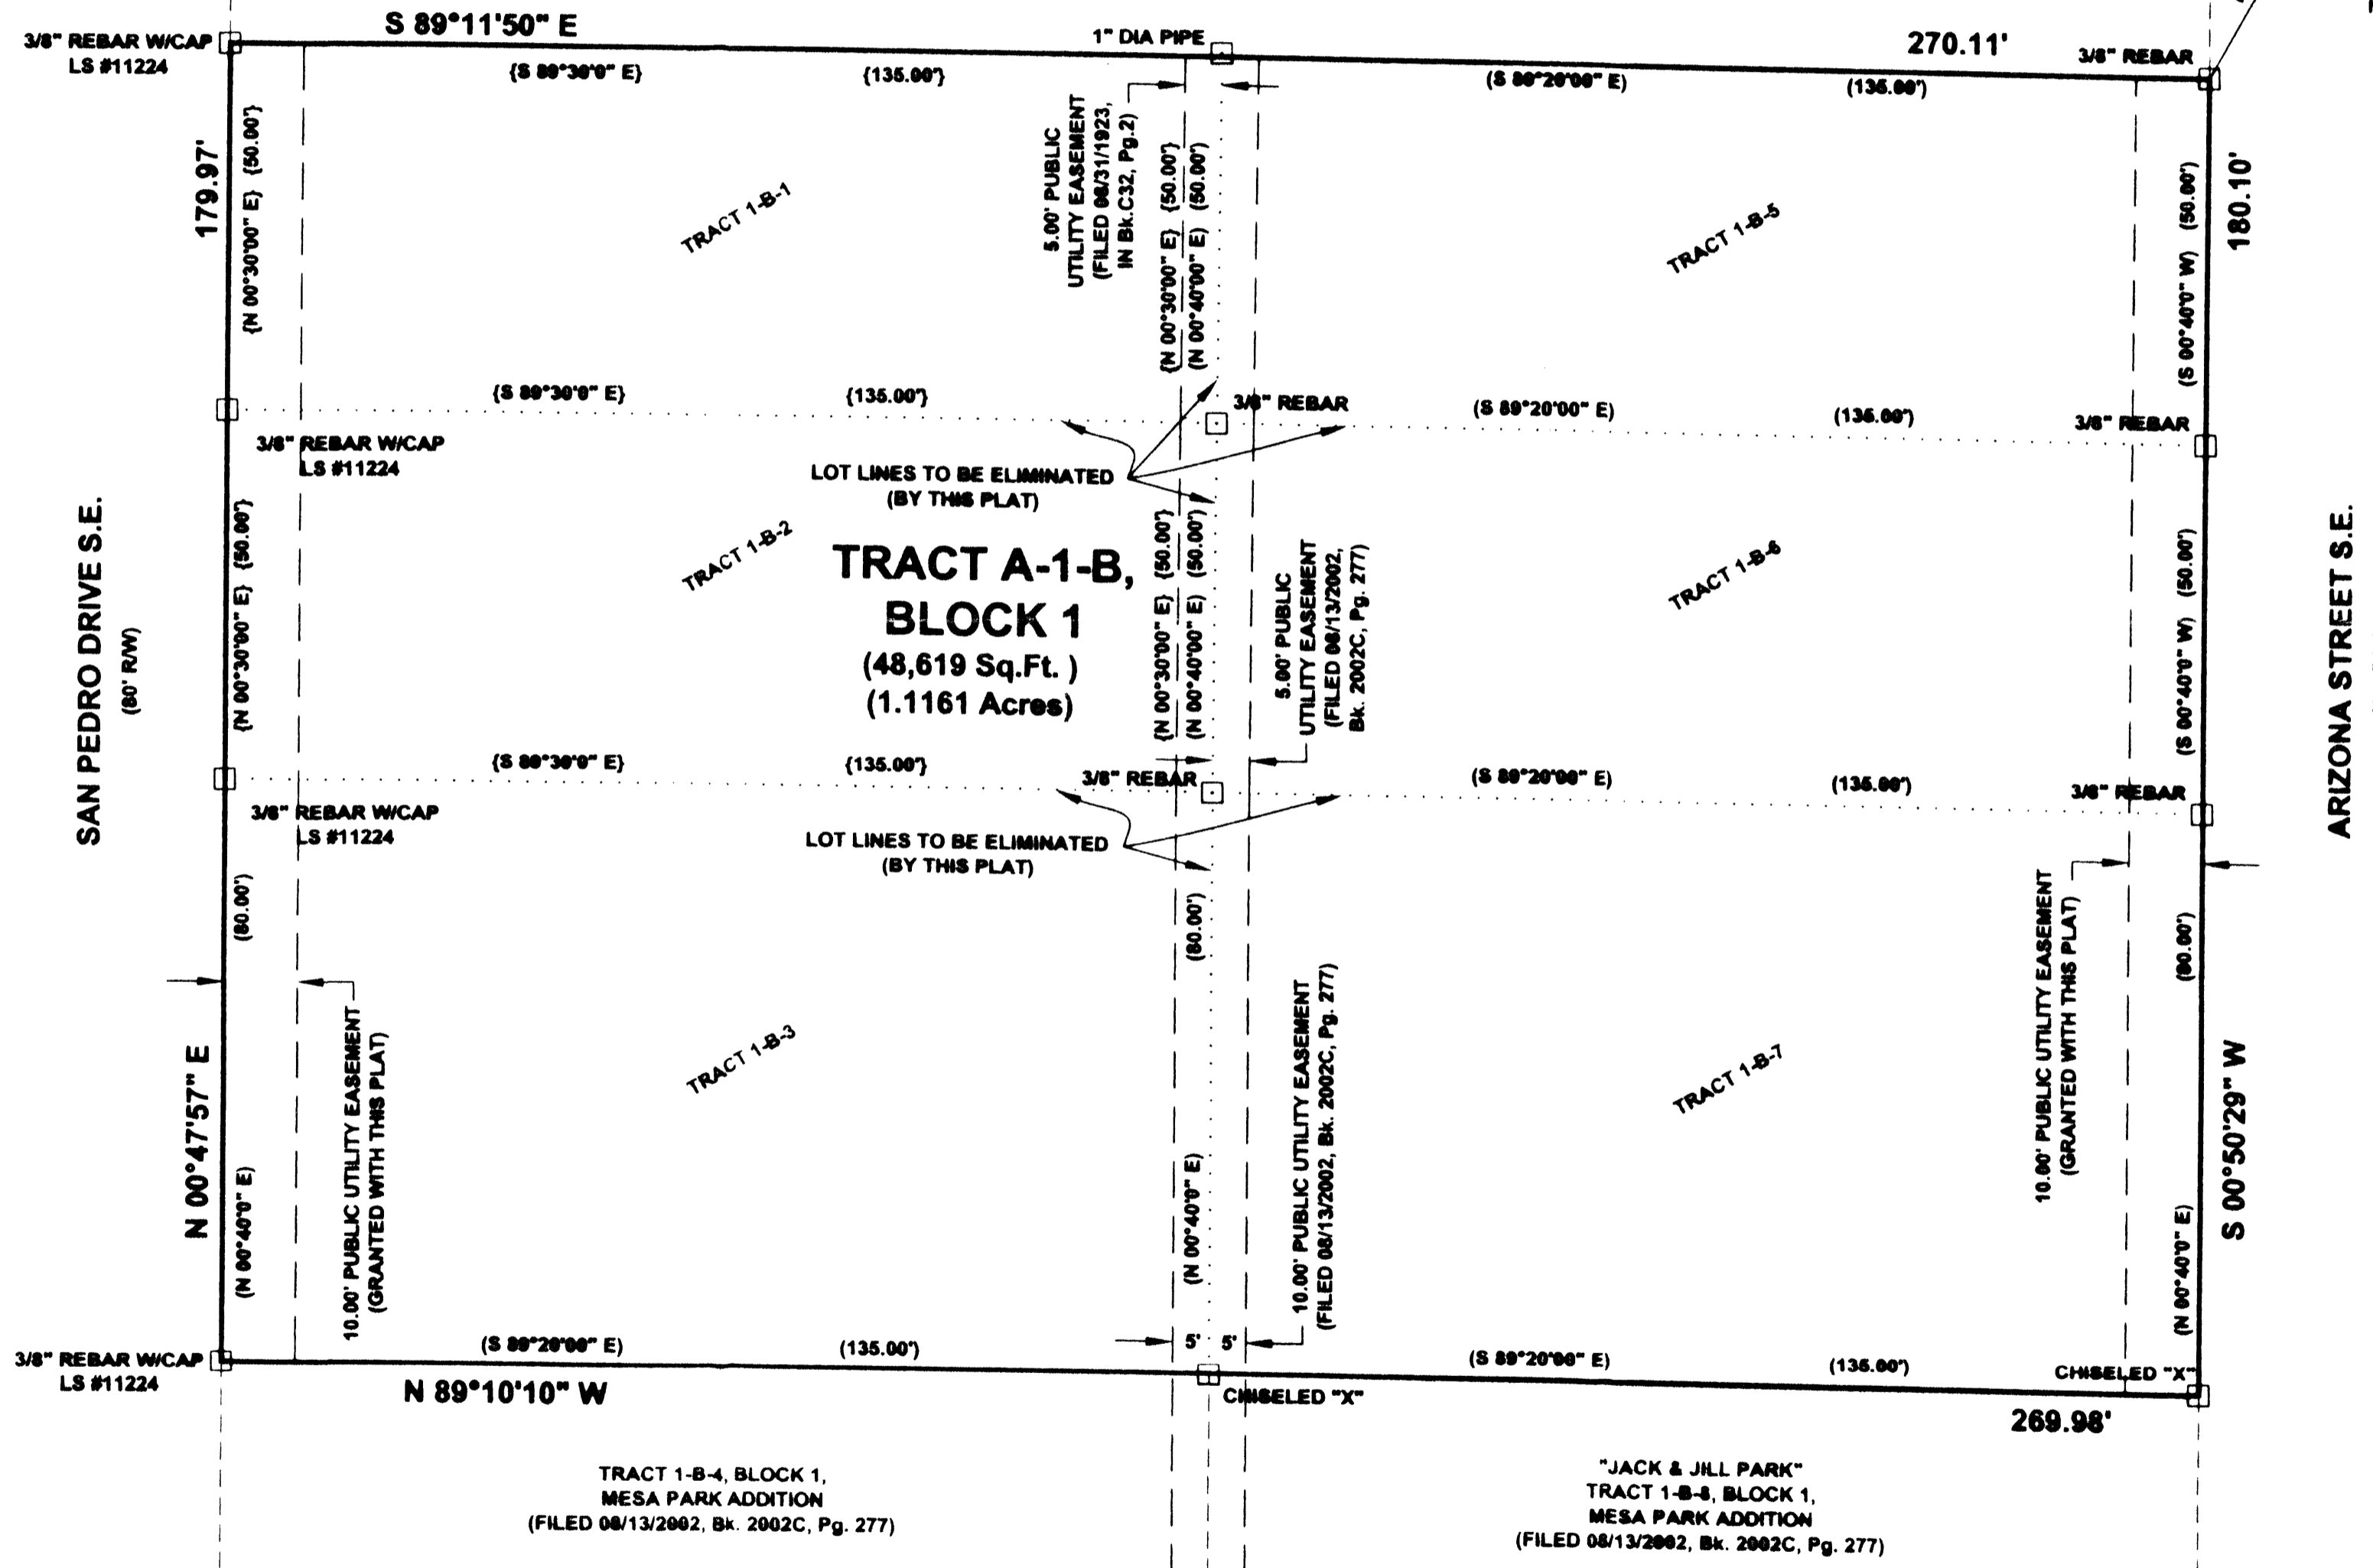 S 89°11'50" E
3/8" REBAR W/CAP
LS #11224
1" DIA PIPE
270.11'
3/8" REBAR
{S 89°30'0" E}
{135.00'}
(S 89°20'00" E)
(135.00')
179.97'
{N 00°30'00" E} {50.00'}
TRACT 1-B-1
5.00' PUBLIC
UTILITY EASEMENT
(FILED 08/31/1923,
IN Bk.C32, Pg.2)
{N 00°30'00" E} {50.00'}
(N 00°40'00" E) (50.00')
TRACT 1-B-5
(S 00°40'0" W) (50.00')
180.10'
{S 89°30'0" E}
{135.00'}
3/8" REBAR
(S 89°20'00" E)
(135.00')
3/8" REBAR
3/8" REBAR W/CAP
LS #11224
LOT LINES TO BE ELIMINATED
(BY THIS PLAT)
SAN PEDRO DRIVE S.E.
(80' R/W)
{N 00°30'00" E} {50.00'}
TRACT 1-B-2
TRACT A-1-B,
BLOCK 1
(48,619 Sq.Ft. )
(1.1161 Acres)
{N 00°30'00" E} {50.00'}
(N 00°40'00" E) (50.00')
5.00' PUBLIC
UTILITY EASEMENT
(FILED 08/13/2002,
Bk. 2002C, Pg. 277)
TRACT 1-B-6
(S 00°40'0" W) (50.00')
ARIZONA STREET S.E.
{S 89°30'0" E}
{135.00'}
3/8" REBAR
(S 89°20'00" E)
(135.00')
3/8" REBAR
3/8" REBAR W/CAP
LS #11224
LOT LINES TO BE ELIMINATED
(BY THIS PLAT)
(80.00')
(80.00')
(80.00')
N 00°47'57" E
(N 00°40'0" E)
10.00' PUBLIC UTILITY EASEMENT
(GRANTED WITH THIS PLAT)
TRACT 1-B-3
(N 00°40'0" E)
10.00' PUBLIC UTILITY EASEMENT
(FILED 08/13/2002, Bk. 2002C, Pg. 277)
TRACT 1-B-7
10.00' PUBLIC UTILITY EASEMENT
(GRANTED WITH THIS PLAT)
(N 00°40'0" E)
S 00°50'29" W
5' 5'
3/8" REBAR W/CAP
LS #11224
(S 89°20'00" E)
(135.00')
(S 89°20'00" E)
(135.00')
CHISELED "X"
N 89°10'10" W
CHISELED "X"
269.98'
TRACT 1-B-4, BLOCK 1,
MESA PARK ADDITION
(FILED 08/13/2002, Bk. 2002C, Pg. 277)
"JACK & JILL PARK"
TRACT 1-B-8, BLOCK 1,
MESA PARK ADDITION
(FILED 08/13/2002, Bk. 2002C, Pg. 277)